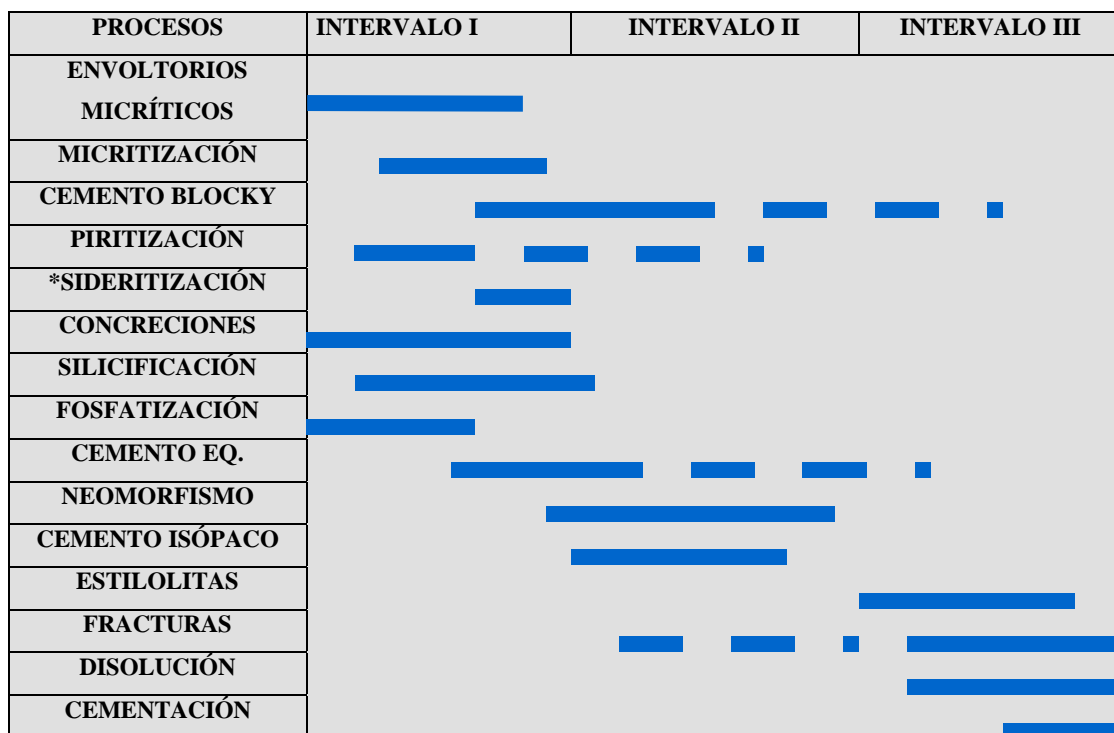 PROCESOS INTERVALO I INTERVALO II INTERVALO III
ENVOLTORIOS
MICRÍTICOS
MICRITIZACIÓN
CEMENTO BLOCKY
PIRITIZACIÓN
*SIDERITIZACIÓN
CONCRECIONES
SILICIFICACIÓN
FOSFATIZACIÓN
CEMENTO EQ.
NEOMORFISMO
CEMENTO ISÓPACO
ESTILOLITAS
FRACTURAS
DISOLUCIÓN
CEMENTACIÓN